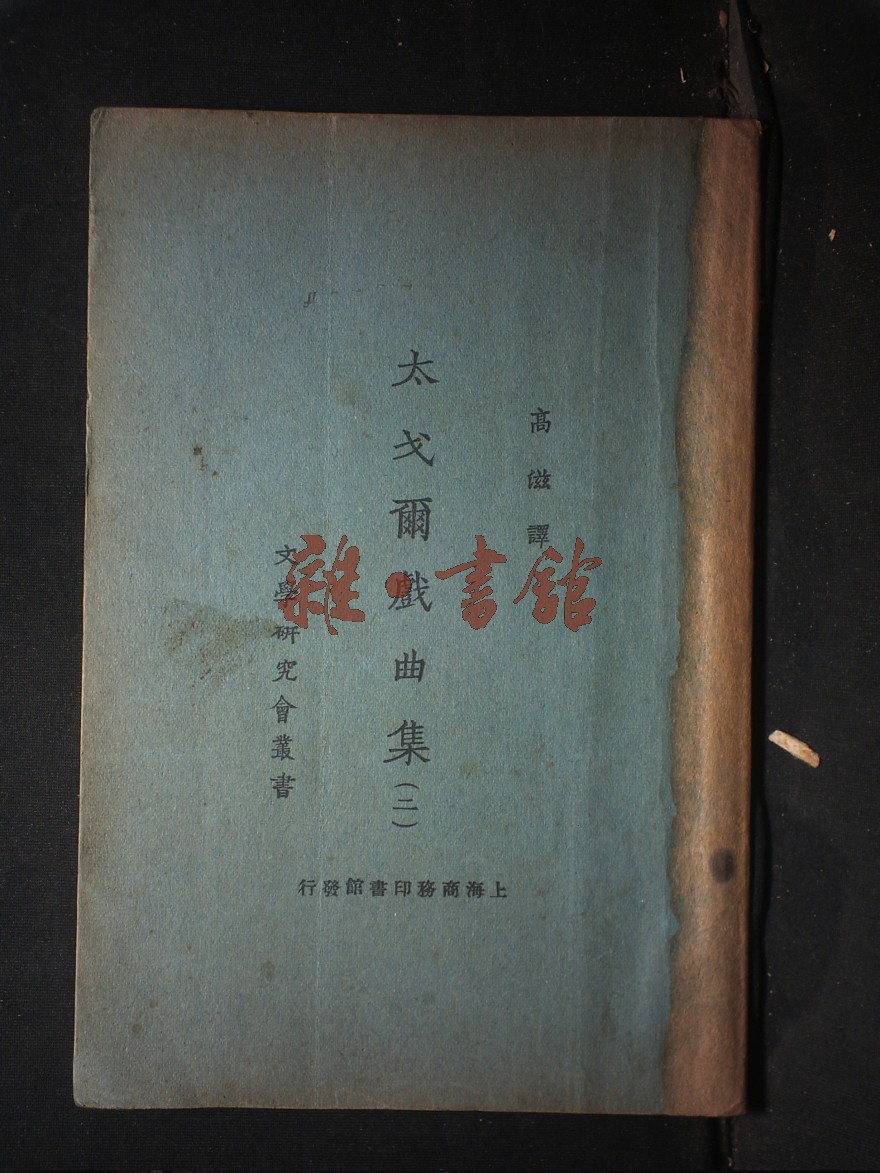 高滋譯
太戈爾戲曲集
(二)
文學研究會叢書
上海商務印書館發行
雜·書館